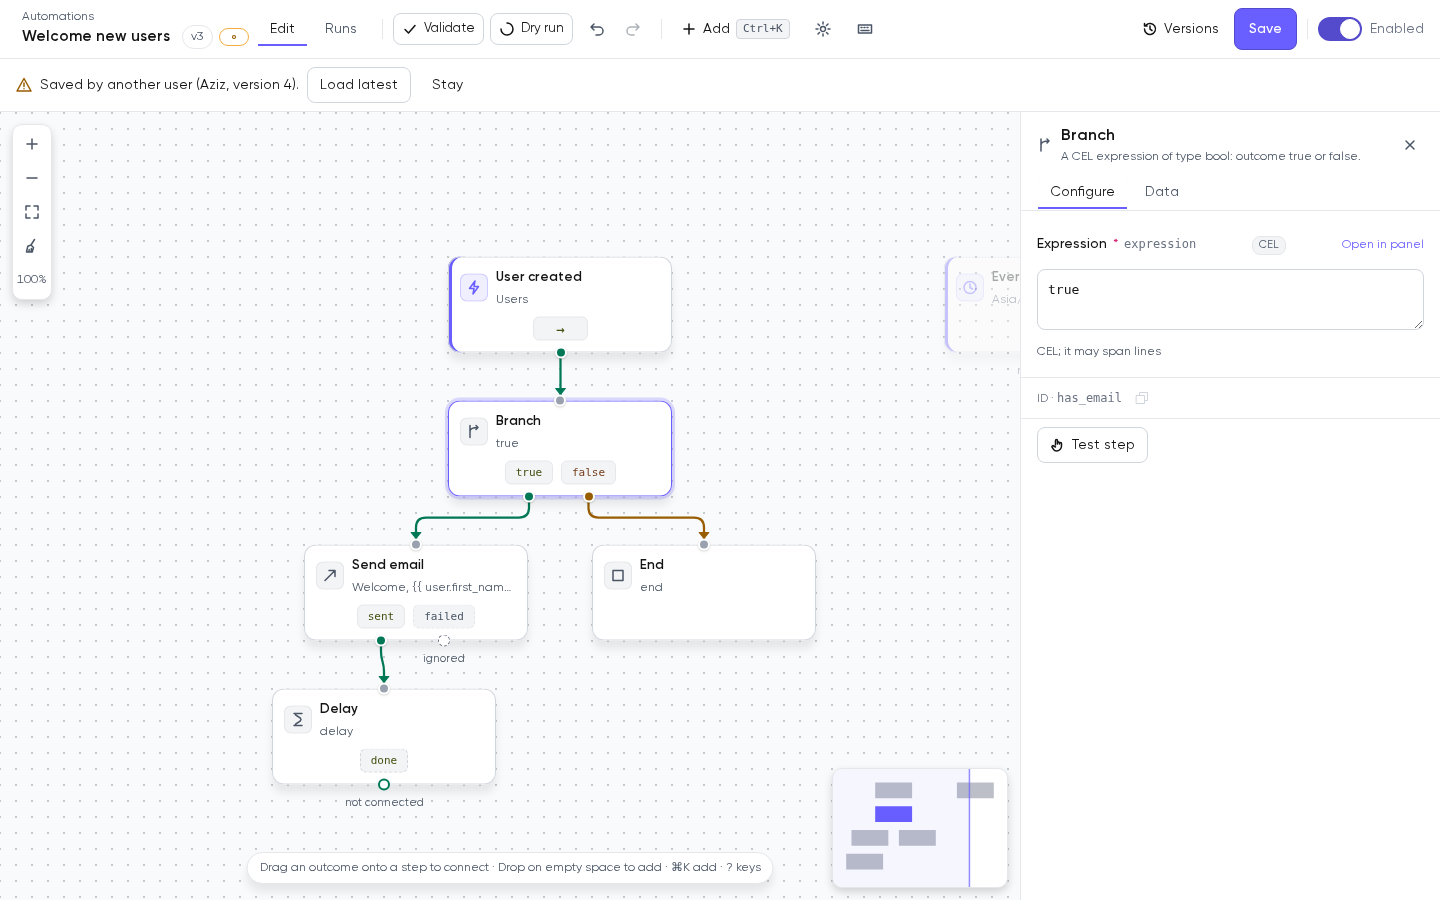 Automations
Welcome new users
v3
Edit
Runs
Validate
Dry run
Add
Ctrl+K
Versions
Save
Enabled
Saved by another user (Aziz, version 4).
Load latest
Stay
100%
User created
Users
→
Branch
true
true
false
Send email
Welcome, {{ user.first_nam...
sent
failed
ignored
End
end
Delay
delay
done
not connected
Drag an outcome onto a step to connect · Drop on empty space to add · ⌘K add · ? keys
Branch
A CEL expression of type bool: outcome true or false.
Configure
Data
Expression * expression
CEL
Open in panel
true
CEL; it may span lines
ID · has_email
Test step